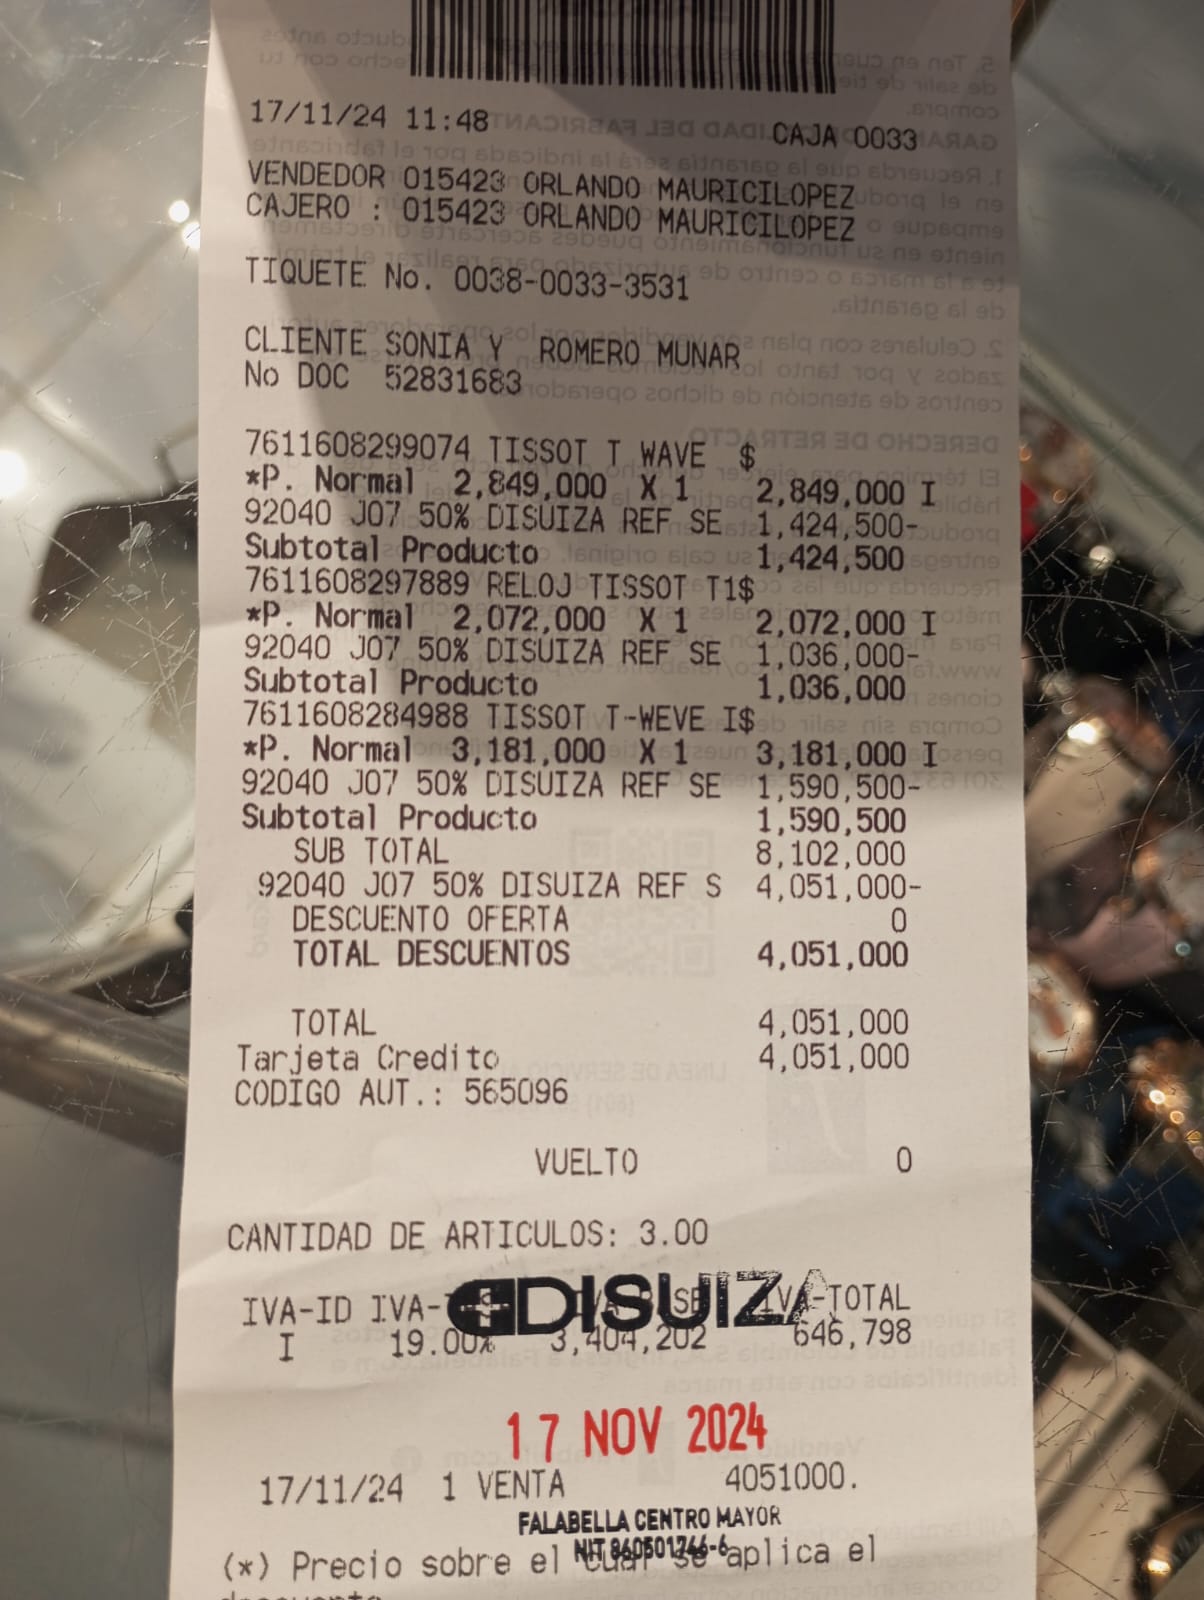 17/11/24 11:48 CAJA 0033
VENDEDOR 015423 ORLANDO MAURICILOPEZ
CAJERO : 015423 ORLANDO MAURICILOPEZ
TIQUETE No. 0038-0033-3531
CLIENTE SONIA Y ROMERO MUNAR
No DOC 52831683
7611608299074 TISSOT T WAVE $
*P. Normal 2,849,000 X 1 2,849,000 I
92040 J07 50% DISUIZA REF SE 1,424,500-
Subtotal Producto 1,424,500
7611608297889 RELOJ TISSOT T1$
*P. Normal 2,072,000 X 1 2,072,000 I
92040 J07 50% DISUIZA REF SE 1,036,000-
Subtotal Producto 1,036,000
7611608284988 TISSOT T-WEVE I$
*P. Normal 3,181,000 X 1 3,181,000 I
92040 J07 50% DISUIZA REF SE 1,590,500-
Subtotal Producto 1,590,500
SUB TOTAL 8,102,000
92040 J07 50% DISUIZA REF S 4,051,000-
DESCUENTO OFERTA 0
TOTAL DESCUENTOS 4,051,000
TOTAL 4,051,000
Tarjeta Credito 4,051,000
CODIGO AUT.: 565096
VUELTO 0
CANTIDAD DE ARTICULOS: 3.00
DISUIZA
IVA-ID IVA- IVA-TOTAL
I 19.00% 3,404,202 646,798
17 NOV 2024
17/11/24 1 VENTA 4051000.
FALABELLA CENTRO MAYOR
NIT 860501746-6
(*) Precio sobre el cual se aplica el